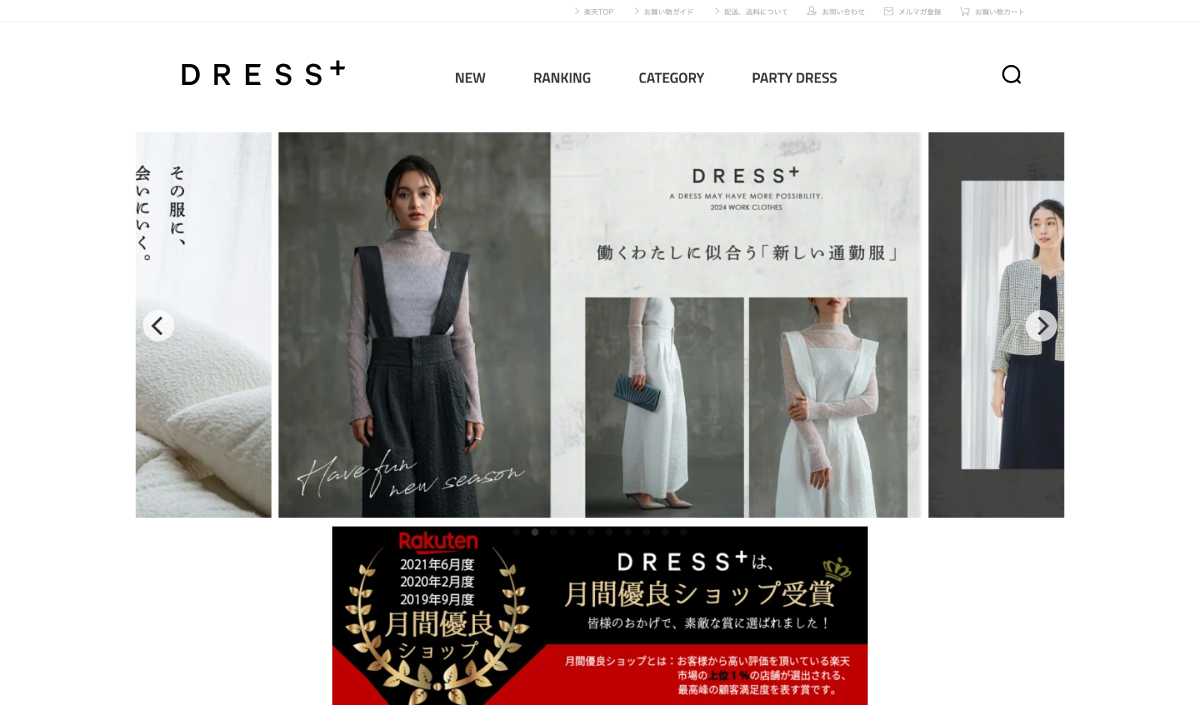 楽天TOP
お買い物ガイド
配送、送料について
お問い合わせ
メルマガ登録
お買い物カート
DRESS+
NEW
RANKING
CATEGORY
PARTY DRESS
その服に、
会いにいく。
Have fun
new season
DRESS+
A DRESS MAY HAVE MORE POSSIBILITY.
2024 WORK CLOTHES
働くわたしに似合う「新しい通勤服」
Rakuten
2021年6月度
2020年2月度
2019年9月度
月間優良
ショップ
DRESS+は、
月間優良ショップ受賞
皆様のおかげで、素敵な賞に選ばれました！
月間優良ショップとは：お客様から高い評価を頂いている楽天
市場の上位1％の店舗が選出される、
最高峰の顧客満足度を表す賞です。